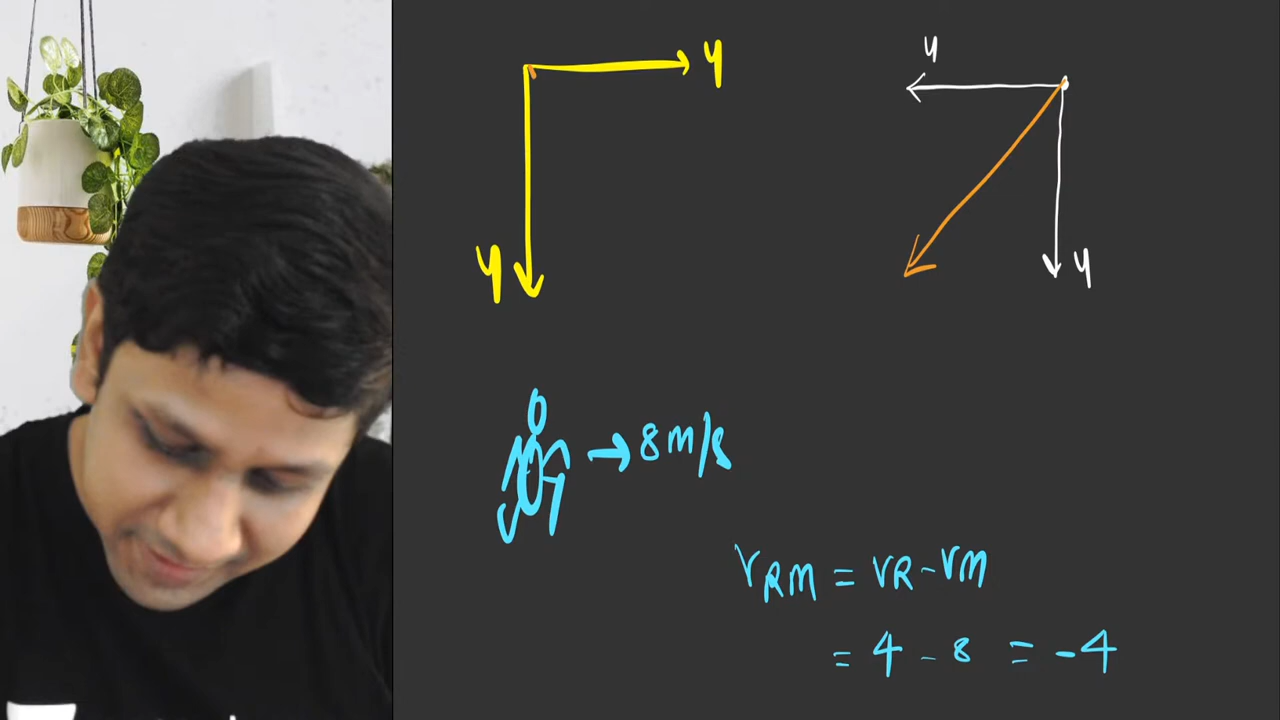 4
4
4
4
→ 8 m/s
VRM = VR - VM
= 4 - 8 = -4